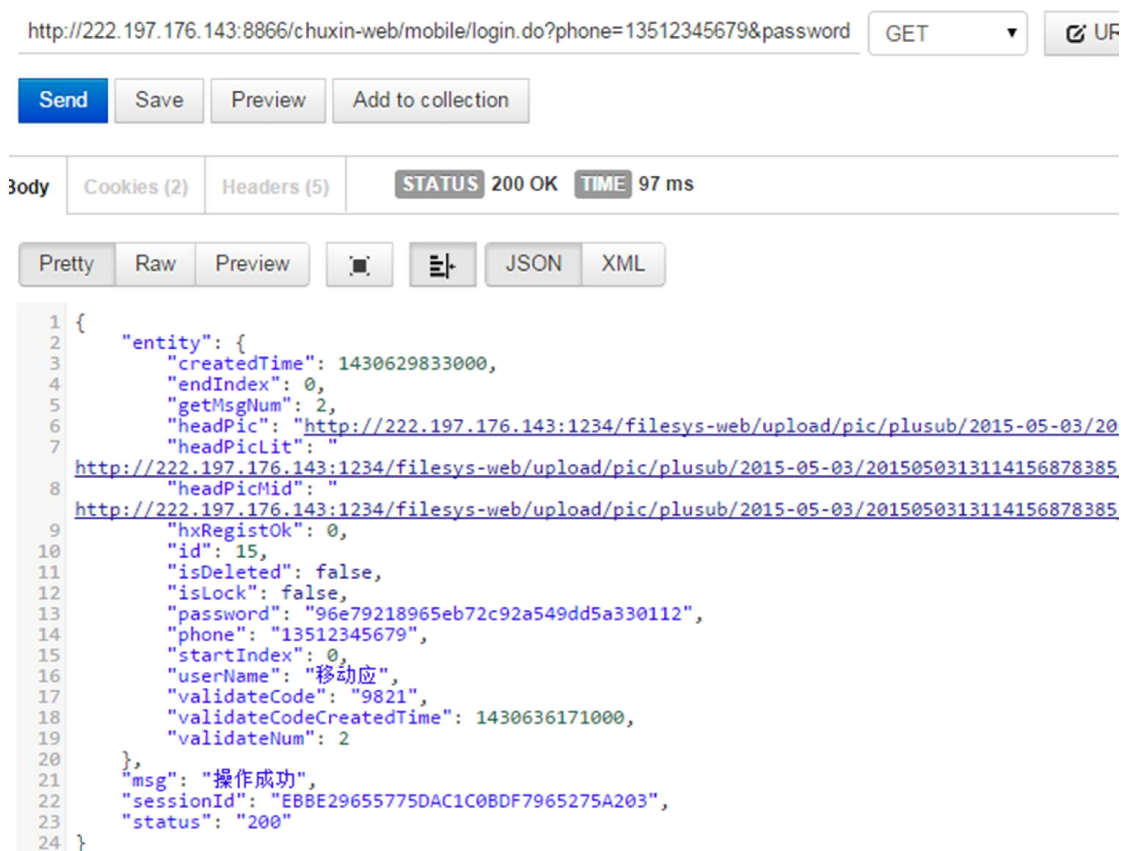 http://222.197.176.143:8866/chuxin-web/mobile/login.do?phone=13512345679&password GET
Send Save Preview Add to collection
Body Cookies (2) Headers (5) STATUS 200 OK TIME 97 ms
Pretty Raw Preview JSON XML
1 {
2 "entity": {
3 "createdTime": 1430629833000,
4 "endIndex": 0,
5 "getMsgNum": 2,
6 "headPic": "http://222.197.176.143:1234/filesys-web/upload/pic/plusub/2015-05-03/20
7 "headPicLit": "
http://222.197.176.143:1234/filesys-web/upload/pic/plusub/2015-05-03/2015050313114156878385
8 "headPicMid": "
http://222.197.176.143:1234/filesys-web/upload/pic/plusub/2015-05-03/2015050313114156878385
9 "hxRegistOk": 0,
10 "id": 15,
11 "isDeleted": false,
12 "isLock": false,
13 "password": "96e79218965eb72c92a549dd5a330112",
14 "phone": "13512345679",
15 "startIndex": 0,
16 "userName": "移动应",
17 "validateCode": "9821",
18 "validateCodeCreatedTime": 1430636171000,
19 "validateNum": 2
20 },
21 "msg": "操作成功",
22 "sessionId": "EBBE29655775DAC1C0BDF7965275A203",
23 "status": "200"
24 }